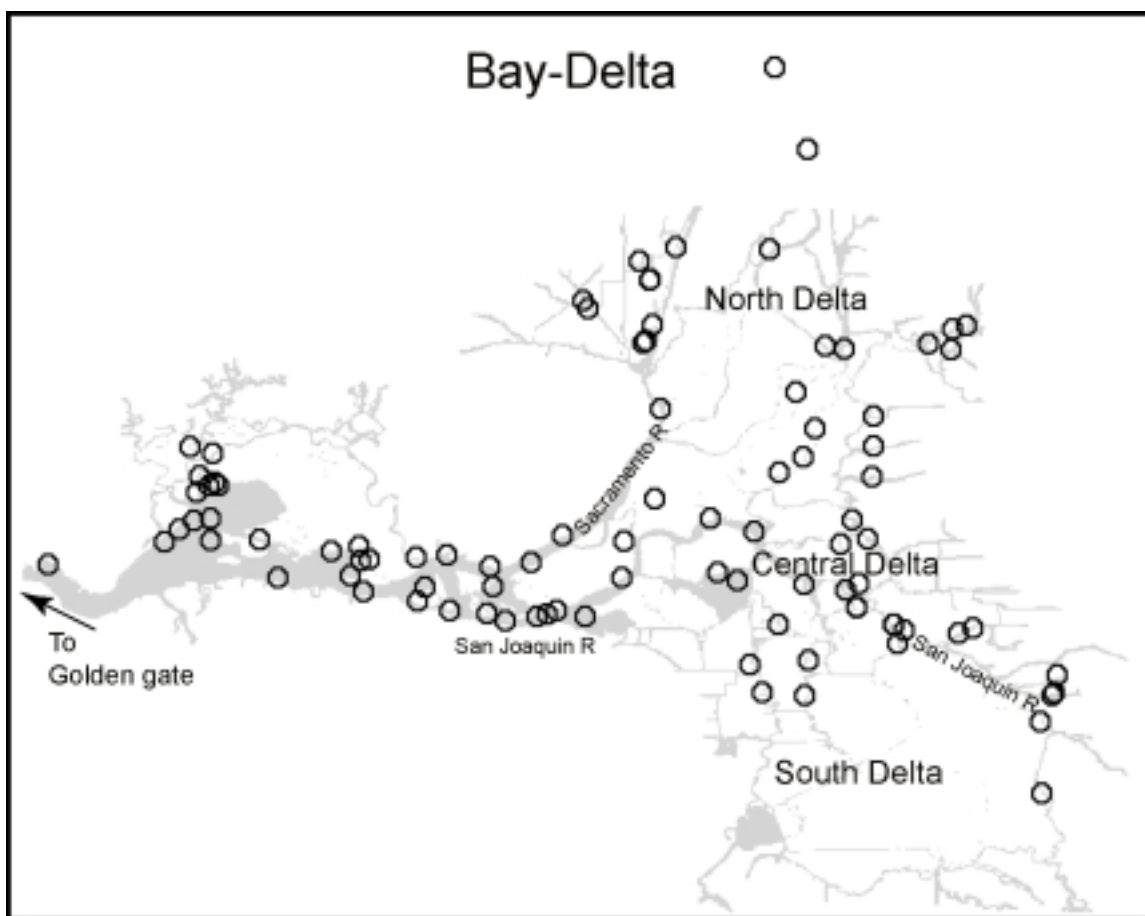 Bay-Delta
North Delta
Sacramento R
Central Delta
To
Golden gate
San Joaquin R
San Joaquin R
South Delta